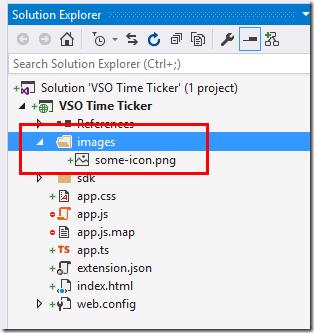 Solution Explorer
Search Solution Explorer (Ctrl+;)
Solution 'VSO Time Ticker' (1 project)
VSO Time Ticker
References
images
some-icon.png
sdk
app.css
app.js
app.js.map
TS app.ts
extension.json
index.html
web.config